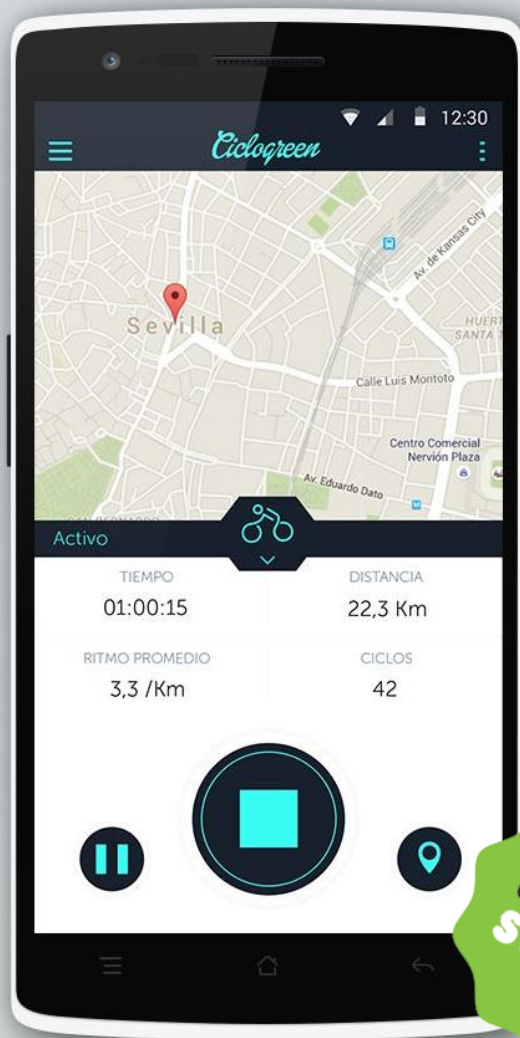 12:30
Ciclogreen
Av. de Kansas City
Sevilla
HUER
SANTA
Calle Luis Montoto
Centro Comercial
Nervión Plaza
Av. Eduardo Dato
Activo
TIEMPO
DISTANCIA
01:00:15
22,3 Km
RITMO PROMEDIO
CICLOS
3,3 /Km
42